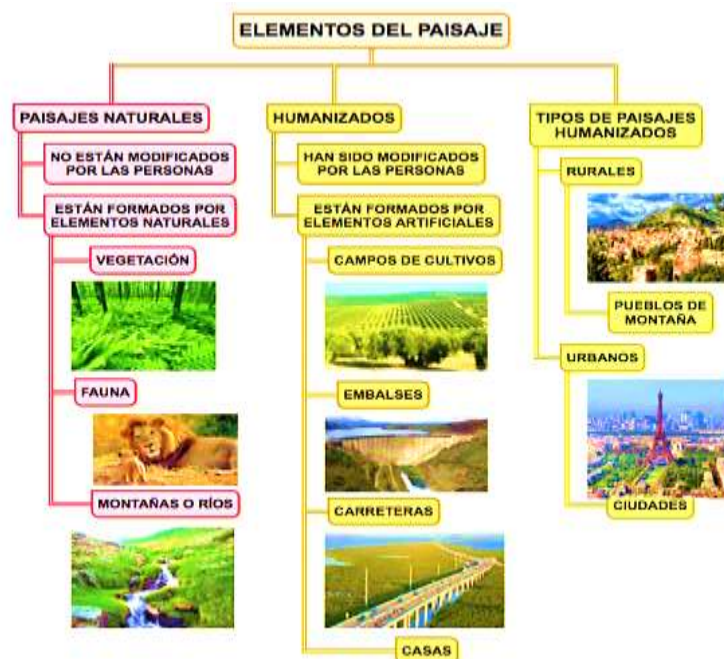 ELEMENTOS DEL PAISAJE
PAISAJES NATURALES
NO ESTÁN MODIFICADOS
POR LAS PERSONAS
ESTÁN FORMADOS POR
ELEMENTOS NATURALES
VEGETACIÓN
FAUNA
MONTAÑAS O RÍOS
HUMANIZADOS
HAN SIDO MODIFICADOS
POR LAS PERSONAS
ESTÁN FORMADOS POR
ELEMENTOS ARTIFICIALES
CAMPOS DE CULTIVOS
EMBALSES
CARRETERAS
CASAS
TIPOS DE PAISAJES
HUMANIZADOS
RURALES
PUEBLOS DE
MONTAÑA
URBANOS
CIUDADES